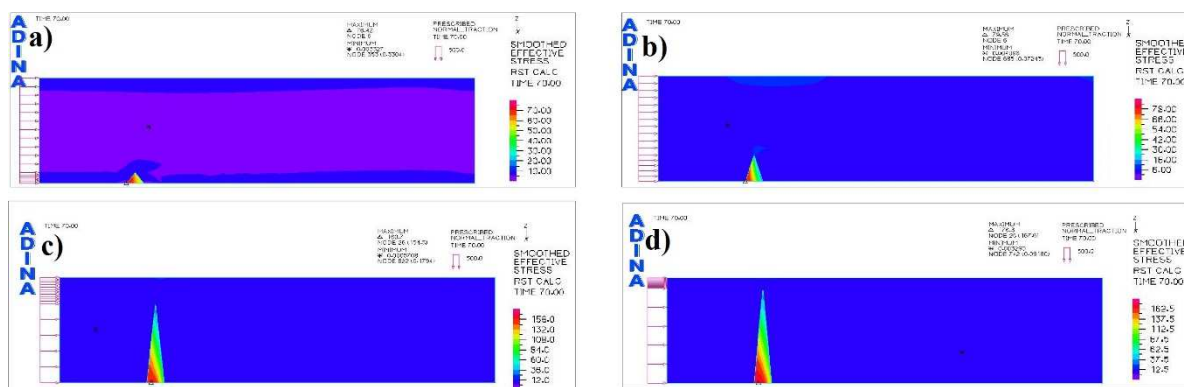 a)
ADINA
TIME 70.00
MAXIMUM
NODE 6
MINIMUM
PRESCRIBED
NORMAL_TRACTION
TIME 70.00
500.0
Z
SMOOTHED
EFFECTIVE
STRESS
RST CALC
TIME 70.00
70.00
60.00
50.00
40.00
30.00
20.00
10.00
b)
ADINA
TIME 70.00
MAXIMUM
NODE 6
MINIMUM
PRESCRIBED
NORMAL_TRACTION
TIME 70.00
500.0
Z
SMOOTHED
EFFECTIVE
STRESS
RST CALC
TIME 70.00
78.00
66.00
54.00
42.00
30.00
18.00
6.00
c)
ADINA
TIME 70.00
MAXIMUM
MINIMUM
PRESCRIBED
NORMAL_TRACTION
TIME 70.00
500.0
Z
SMOOTHED
EFFECTIVE
STRESS
RST CALC
TIME 70.00
156.0
132.0
108.0
84.0
60.0
36.0
12.0
d)
ADINA
TIME 70.00
MAXIMUM
MINIMUM
PRESCRIBED
NORMAL_TRACTION
TIME 70.00
500.0
Z
SMOOTHED
EFFECTIVE
STRESS
RST CALC
TIME 70.00
162.5
137.5
112.5
87.5
62.5
37.5
12.5